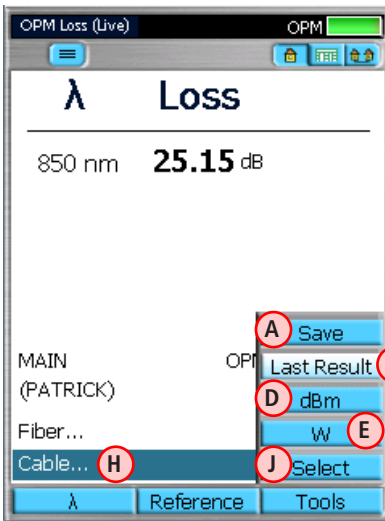 OPM Loss (Live) OPM
λ Loss
850 nm 25.15 dB
A Save
MAIN OPM Last Result
(PATRICK) D dBm
Fiber... W E
Cable... H J Select
λ Reference Tools